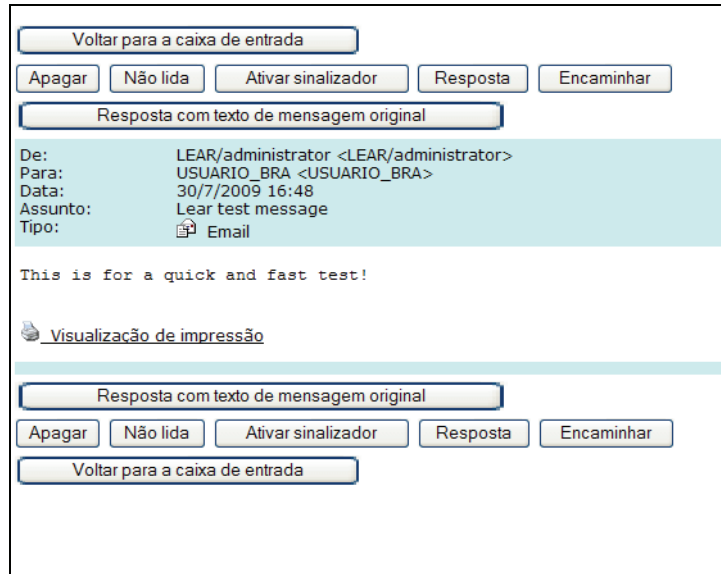 Voltar para a caixa de entrada
Apagar Não lida Ativar sinalizador Resposta Encaminhar
Resposta com texto de mensagem original
De: LEAR/administrator <LEAR/administrator>
Para: USUARIO_BRA <USUARIO_BRA>
Data: 30/7/2009 16:48
Assunto: Lear test message
Tipo: Email
This is for a quick and fast test!
Visualização de impressão
Resposta com texto de mensagem original
Apagar Não lida Ativar sinalizador Resposta Encaminhar
Voltar para a caixa de entrada